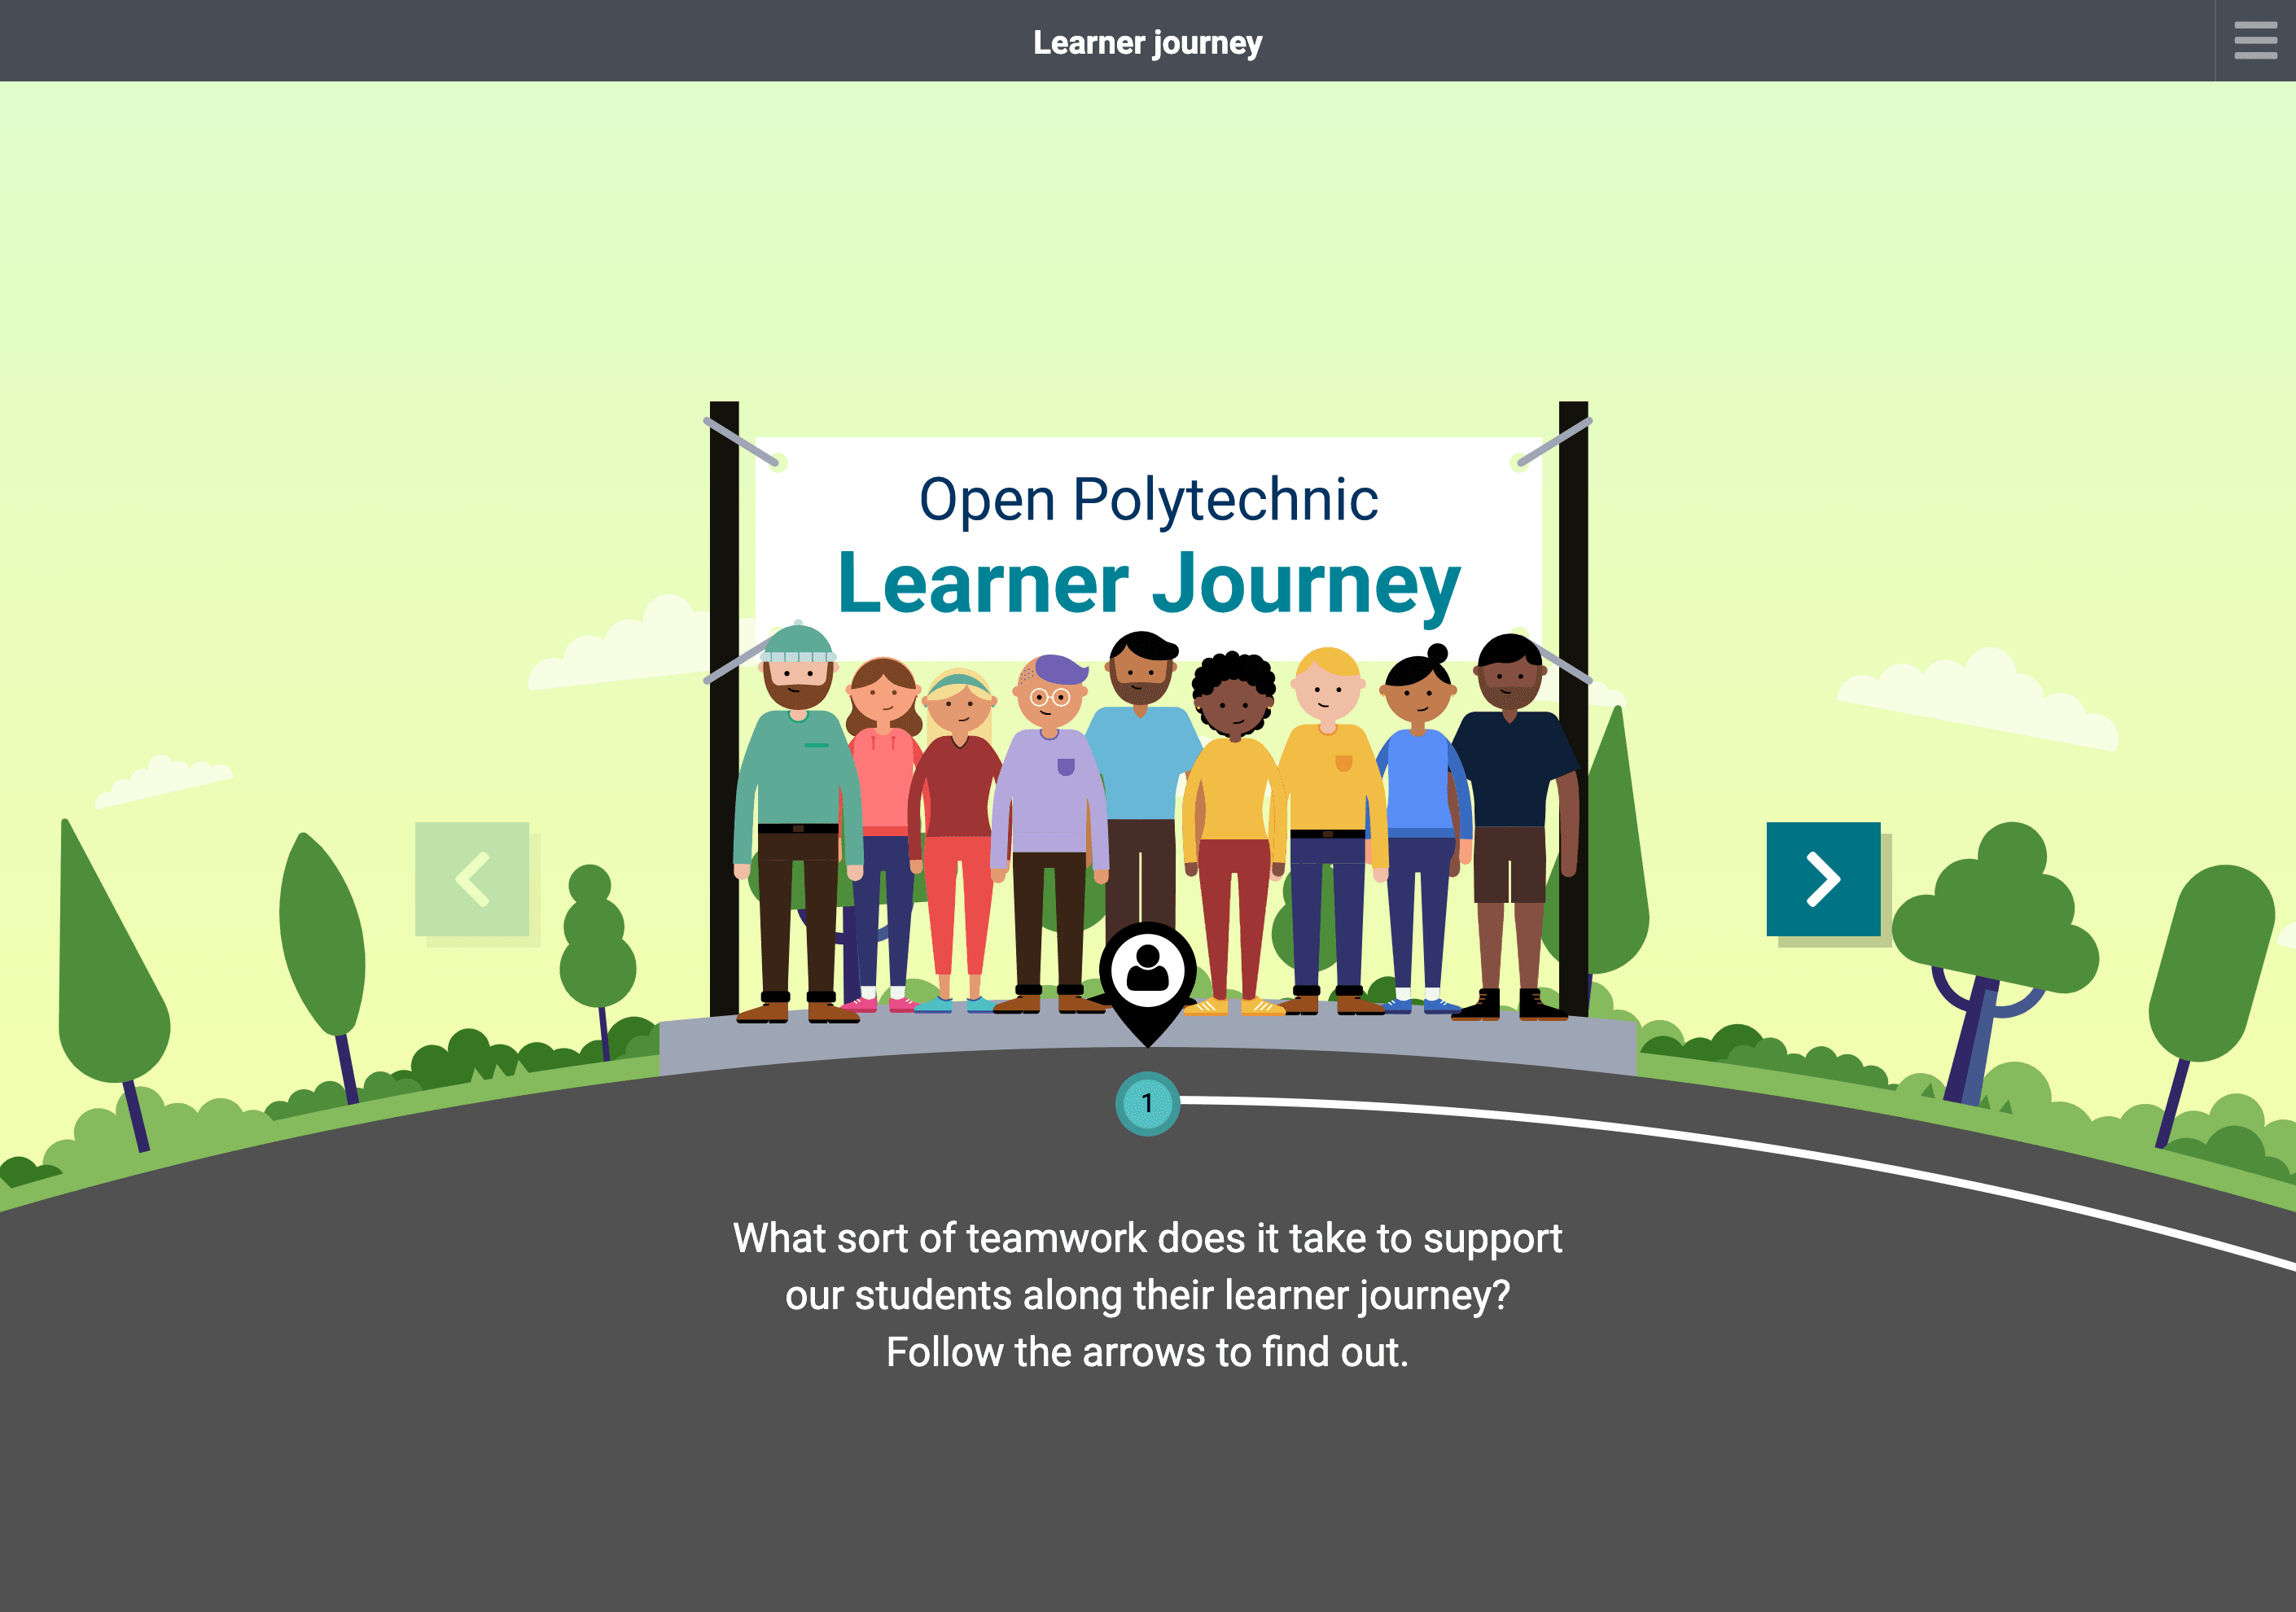 Learner journey
Open Polytechnic
Learner Journey
1
What sort of teamwork does it take to support
our students along their learner journey?
Follow the arrows to find out.